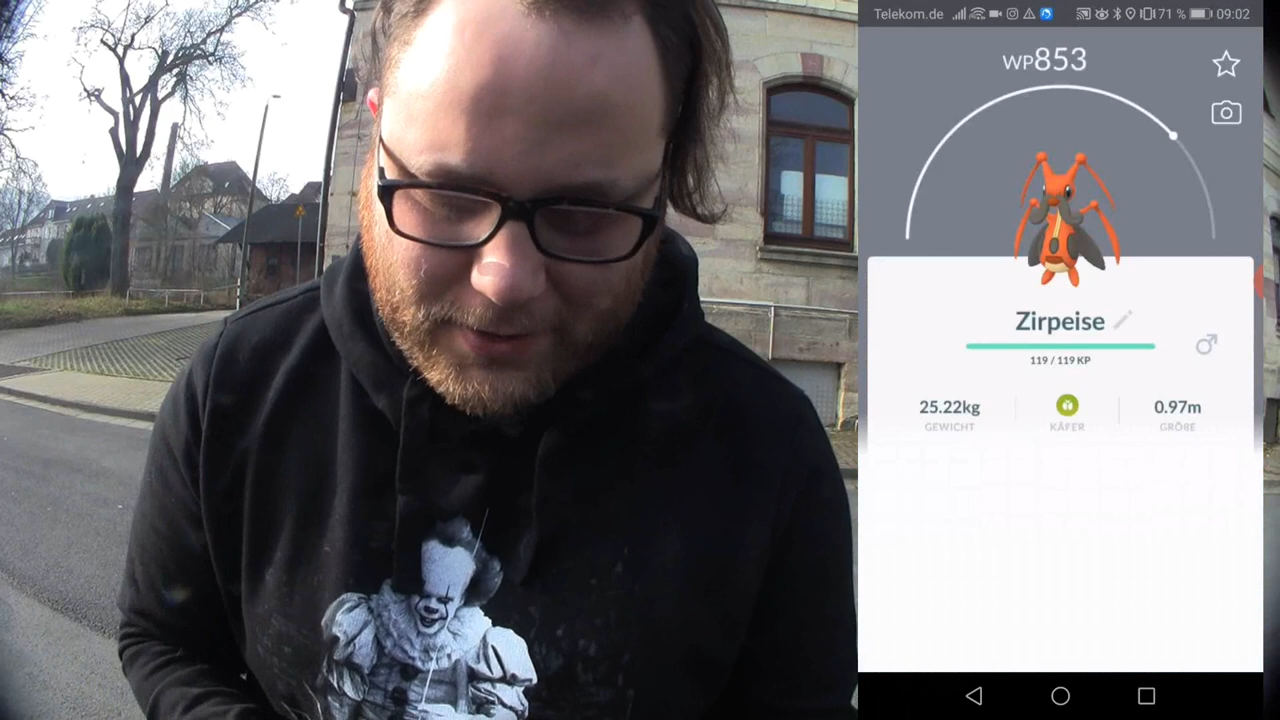 Telekom.de 71 % 09:02
WP853
Zirpeise
119 / 119 KP
25.22kg
GEWICHT
KÄFER
0.97m
GRÖßE